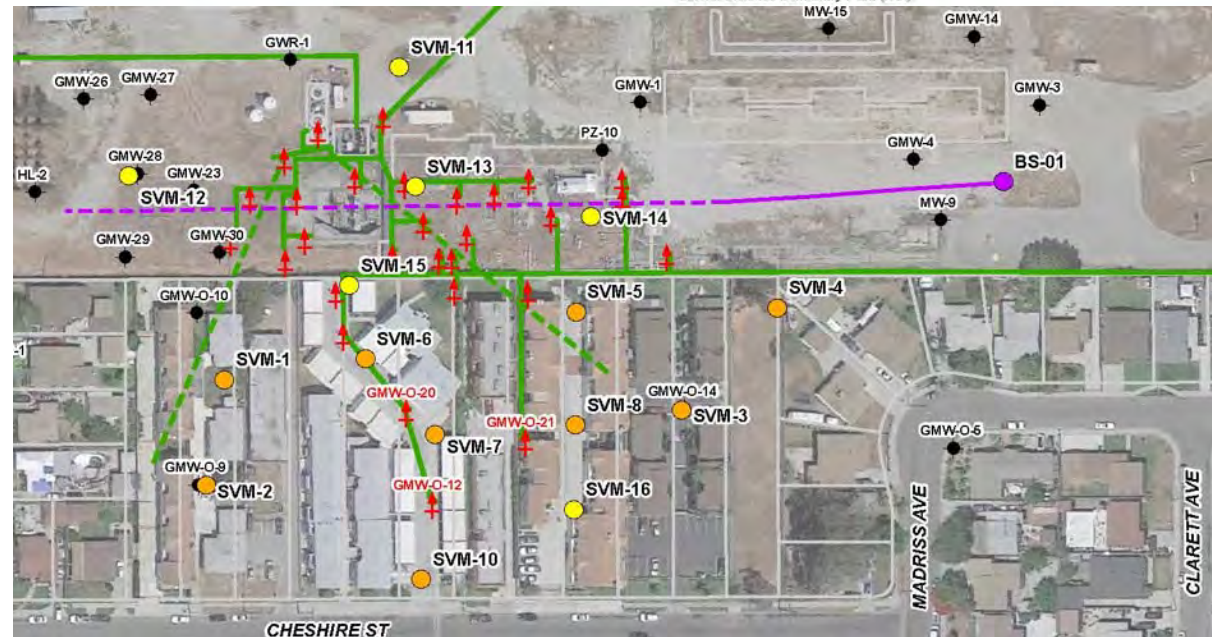 MW-15
GMW-14
GWR-1
SVM-11
GMW-26
GMW-27
GMW-1
GMW-3
PZ-10
GMW-4
GMW-28
SVM-13
BS-01
HL-2
GMW-23
SVM-12
SVM-14
MW-9
GMW-29
GMW-30
SVM-15
GMW-O-10
SVM-5
SVM-4
-1
SVM-6
SVM-1
GMW-O-20
GMW-O-14
SVM-3
GMW-O-21
SVM-8
SVM-7
GMW-O-5
GMW-O-9
SVM-2
GMW-O-12
SVM-16
SVM-10
MADRISS AVE
CLARETT AVE
CHESHIRE ST